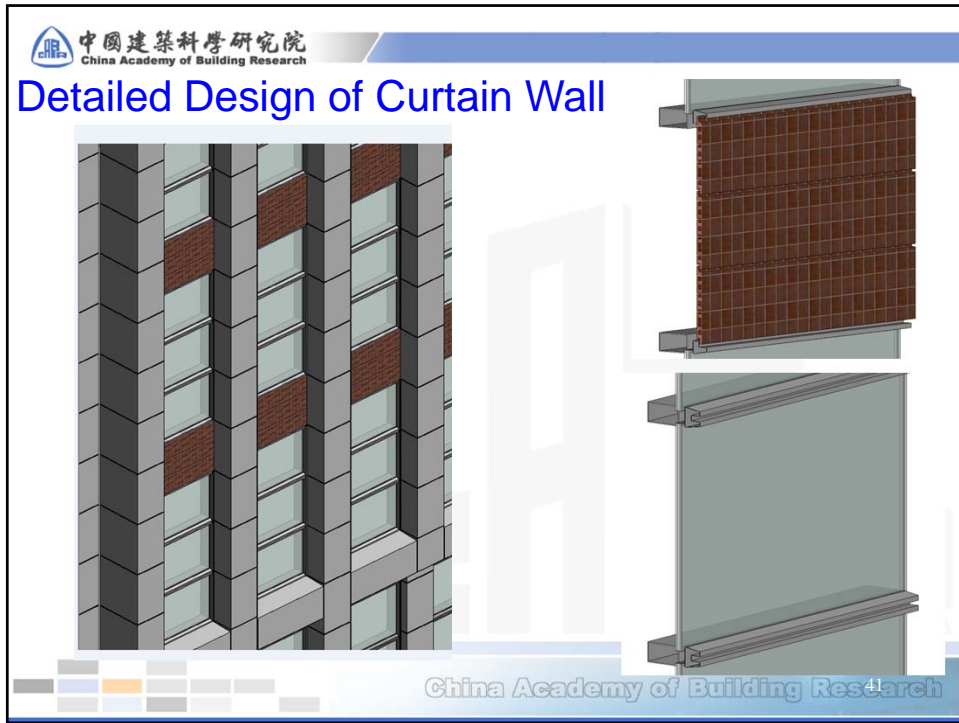 中國建築科學研究院
China Academy of Building Research
Detailed Design of Curtain Wall
China Academy of Building Research
41